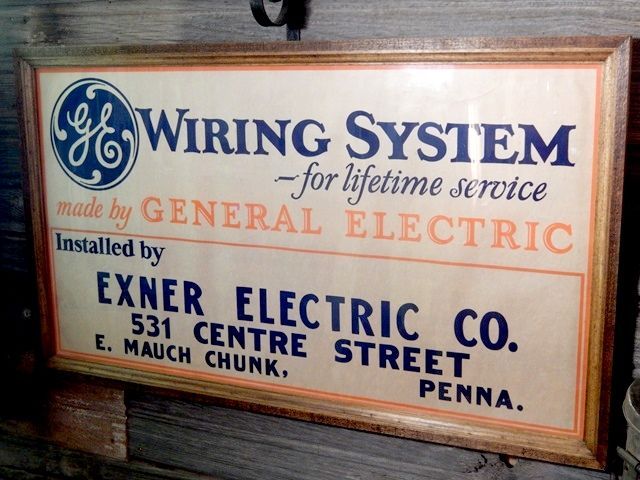 GE WIRING SYSTEM
– for lifetime service
made by GENERAL ELECTRIC
Installed by
EXNER ELECTRIC CO.
531 CENTRE STREET
E. MAUCH CHUNK, PENNA.